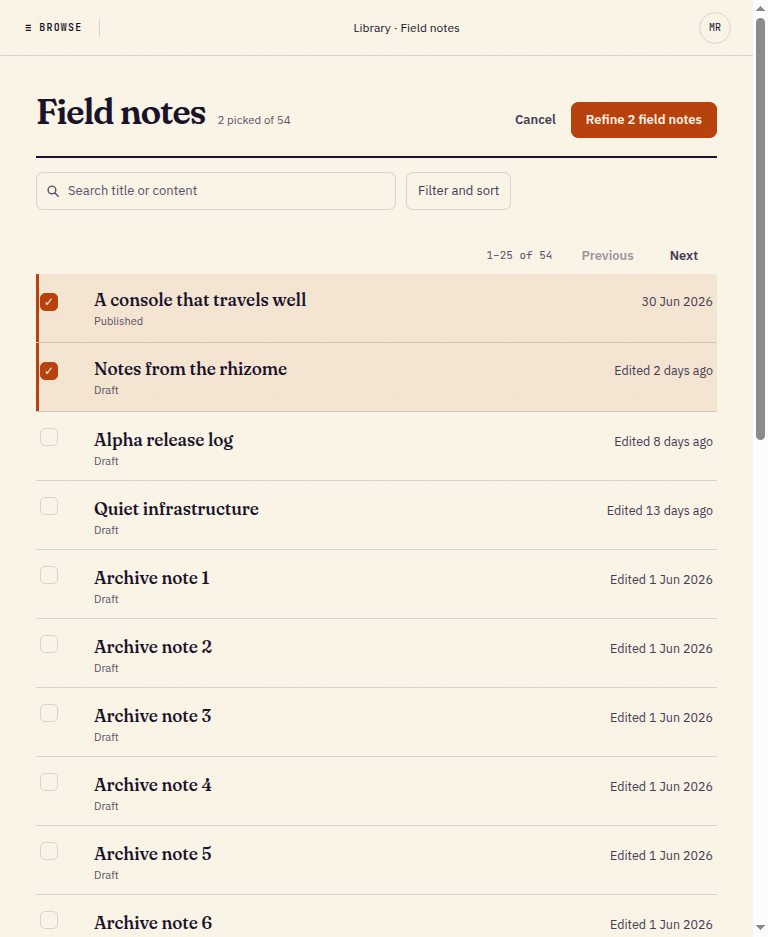 ≡ BROWSE
Library · Field notes
MR
Field notes
2 picked of 54
Cancel
Refine 2 field notes
Search title or content
Filter and sort
1–25 of 54
Previous
Next
A console that travels well
30 Jun 2026
Published
Notes from the rhizome
Edited 2 days ago
Draft
Alpha release log
Edited 8 days ago
Draft
Quiet infrastructure
Edited 13 days ago
Draft
Archive note 1
Edited 1 Jun 2026
Draft
Archive note 2
Edited 1 Jun 2026
Draft
Archive note 3
Edited 1 Jun 2026
Draft
Archive note 4
Edited 1 Jun 2026
Draft
Archive note 5
Edited 1 Jun 2026
Draft
Archive note 6
Edited 1 Jun 2026